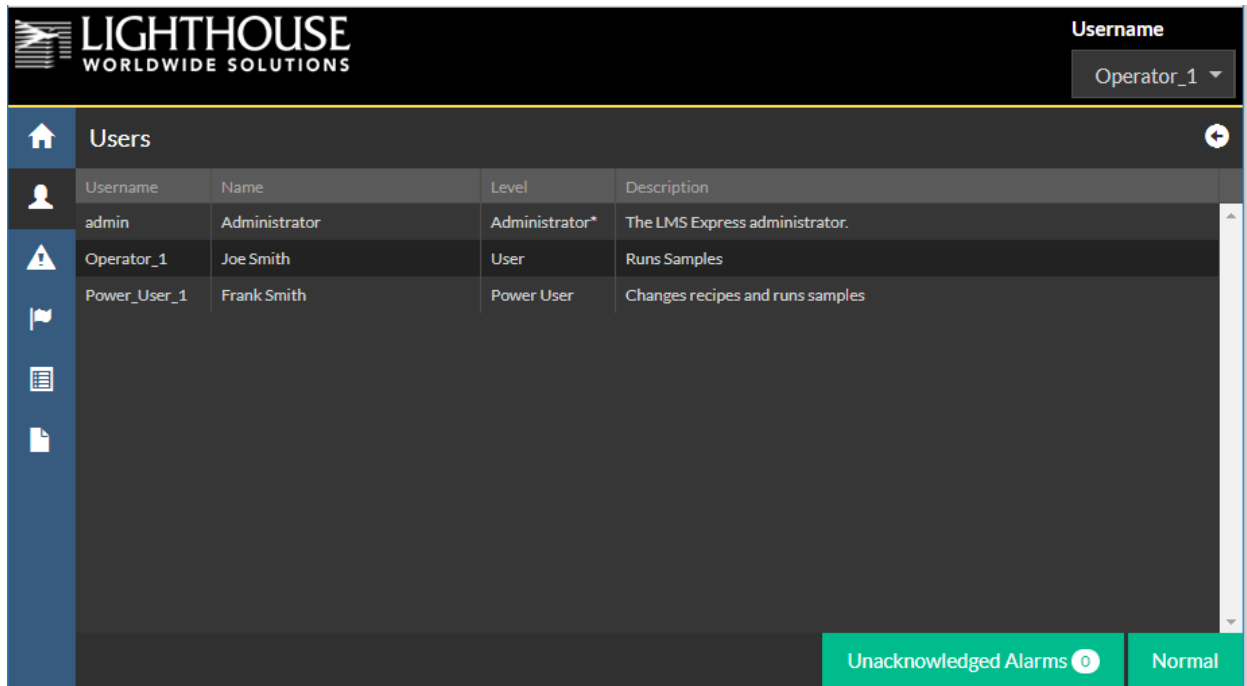 LIGHTHOUSE
WORLDWIDE SOLUTIONS
Username
Operator_1
Users
Username Name Level Description
admin Administrator Administrator* The LMS Express administrator.
Operator_1 Joe Smith User Runs Samples
Power_User_1 Frank Smith Power User Changes recipes and runs samples
Unacknowledged Alarms 0 Normal